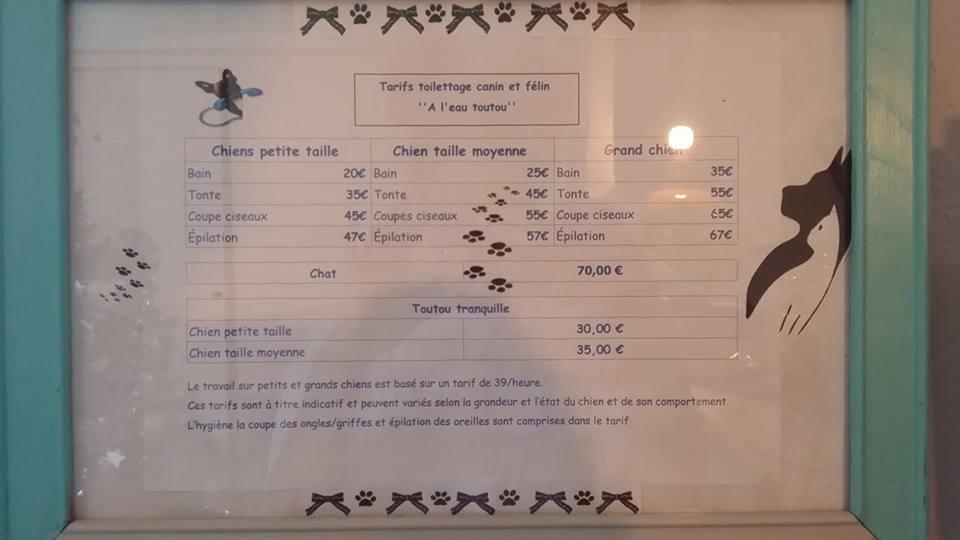 Tarifs toilettage canin et félin
''A l'eau toutou''
Chiens petite taille Chien taille moyenne Grand chien
Bain 20€ Bain 25€ Bain 35€
Tonte 35€ Tonte 45€ Tonte 55€
Coupe ciseaux 45€ Coupes ciseaux 55€ Coupe ciseaux 65€
Épilation 47€ Épilation 57€ Épilation 67€
Chat 70,00 €
Toutou tranquille
Chien petite taille 30,00 €
Chien taille moyenne 35,00 €
Le travail sur petits et grands chiens est basé sur un tarif de 39/heure.
Ces tarifs sont à titre indicatif et peuvent variés selon la grandeur et l'état du chien et de son comportement.
L'hygiène la coupe des ongles/griffes et épilation des oreilles sont comprises dans le tarif